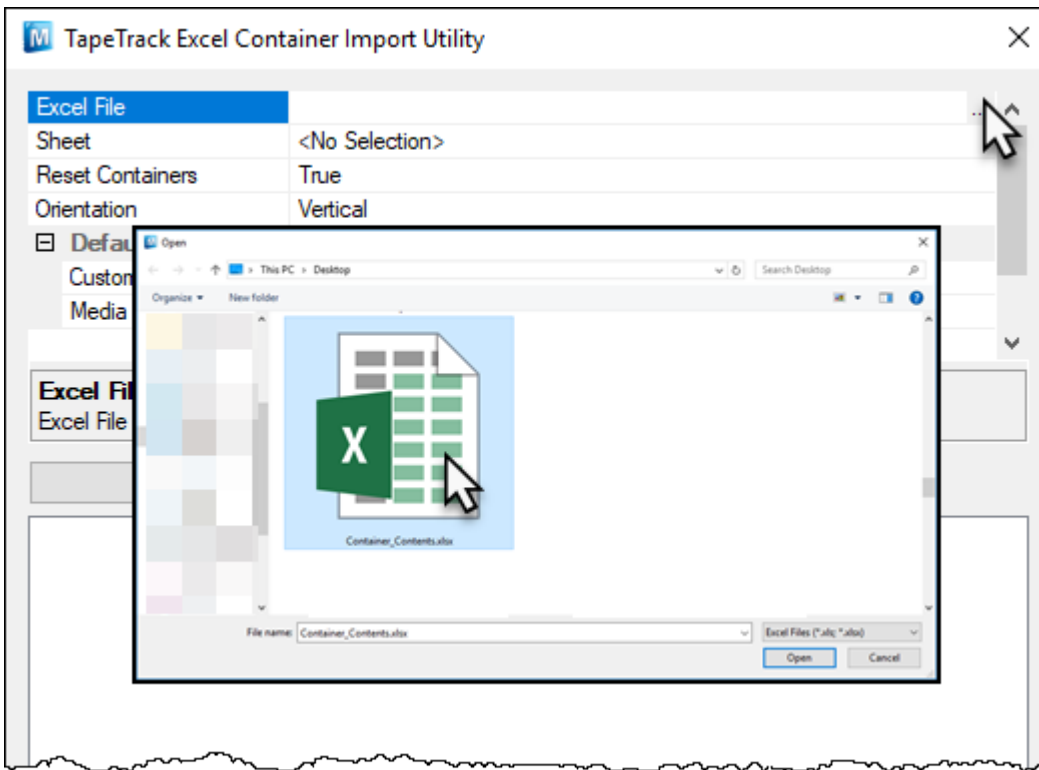 TapeTrack Excel Container Import Utility
Excel File
Sheet <No Selection>
Reset Containers True
Orientation Vertical
Defau
Custom
Media
Open
This PC > Desktop
Search Desktop
Organize New folder
Container_Contents.xlsx
File name: Container_Contents.xlsx
Excel Files (*.xls; *.xlsx)
Open Cancel
Excel Fil
Excel File